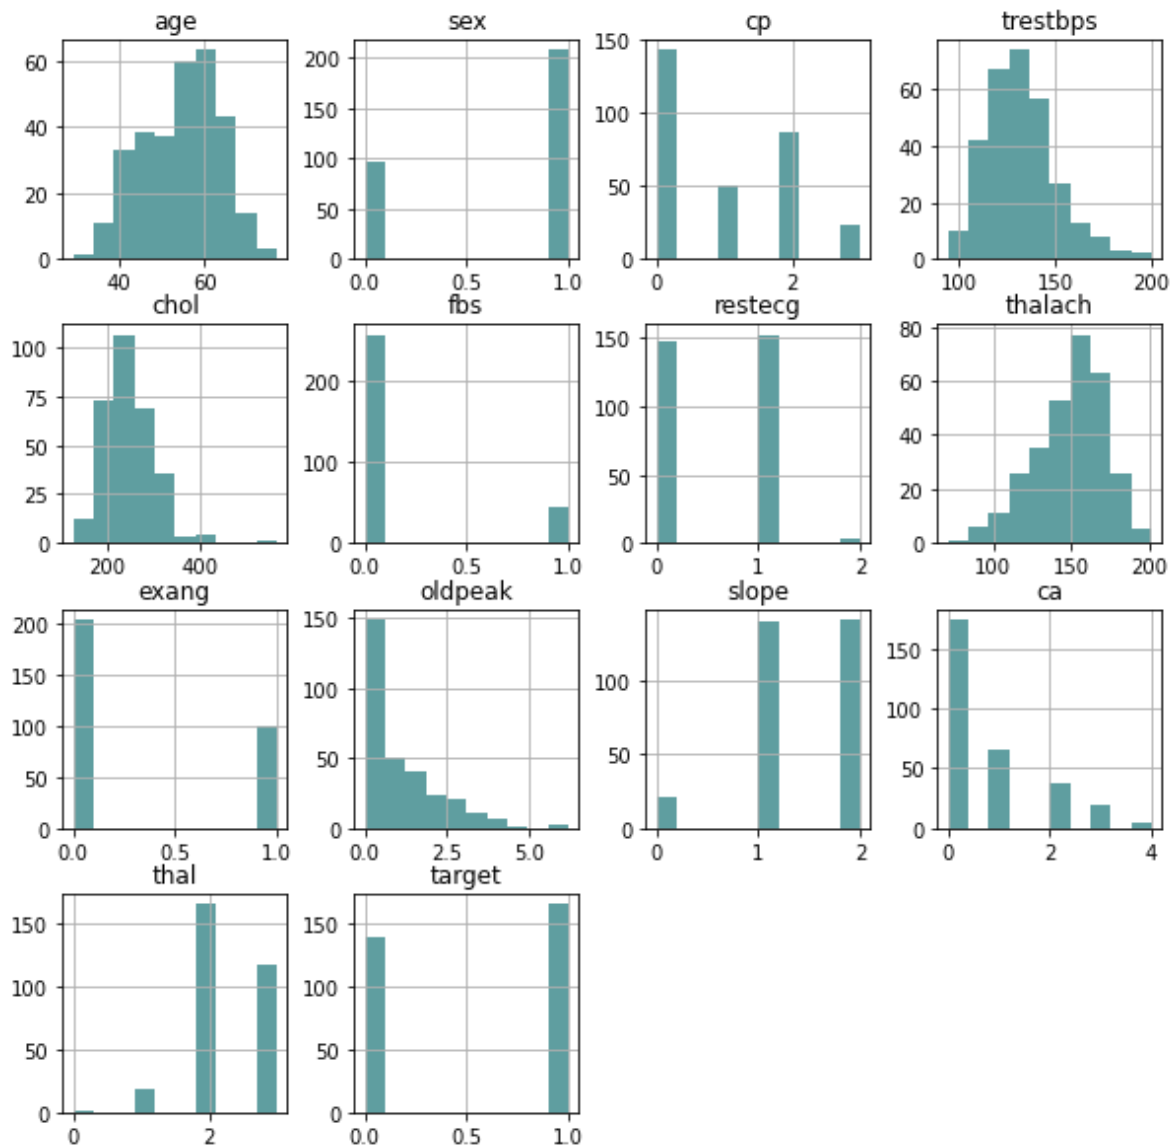 age sex cp trestbps
60 40 20 0
40 60
200 150 100 50 0
0.0 0.5 1.0
150 100 50 0
0 2
60 40 20 0
100 150 200
chol fbs restecg thalach
100 75 50 25 0
200 400
200 100 0
0.0 0.5 1.0
150 100 50 0
0 1 2
80 60 40 20 0
100 150 200
exang oldpeak slope ca
200 150 100 50 0
0.0 0.5 1.0
150 100 50 0
0.0 2.5 5.0
100 50 0
0 1 2
150 100 50 0
0 2 4
thal target
150 100 50 0
0 2
150 100 50 0
0.0 0.5 1.0